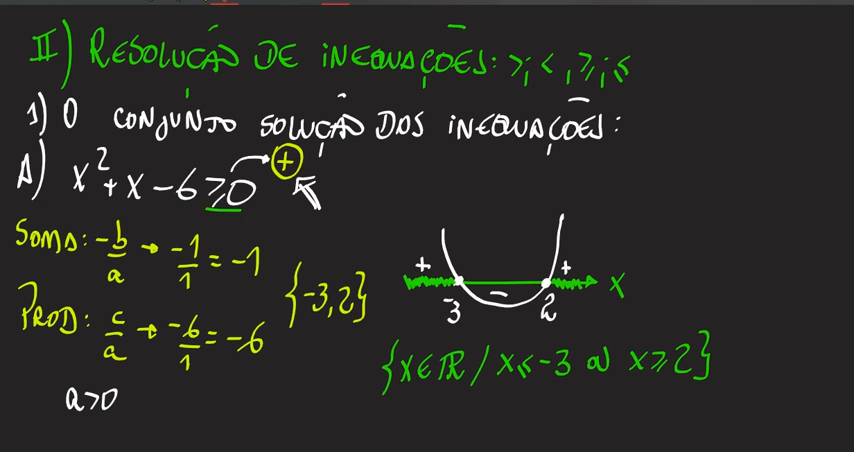 II) RESOLUÇÃO DE INEQUAÇÕES: >; <, ≥, ≤
1) O CONJUNTO SOLUÇÃO DAS INEQUAÇÕES:
A) x² + x - 6 ≥ 0 → +
SOMA: -b/a → -1/1 = -1
PROD: c/a → -6/1 = -6
{-3, 2}
a>0
+ - +
-3 2 x
{x ∈ ℝ / x ≤ -3 ou x ≥ 2}